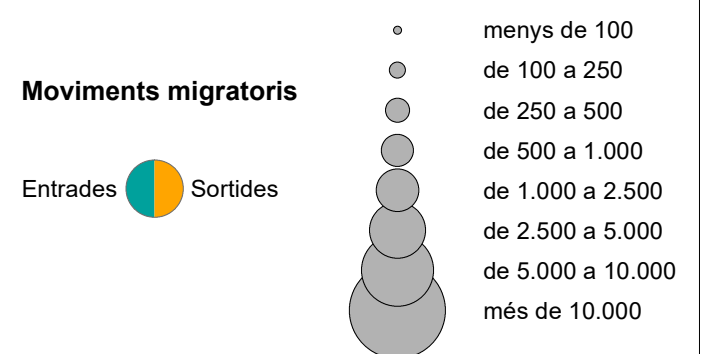 Moviments migratoris
Entrades
Sortides
menys de 100
de 100 a 250
de 250 a 500
de 500 a 1.000
de 1.000 a 2.500
de 2.500 a 5.000
de 5.000 a 10.000
més de 10.000